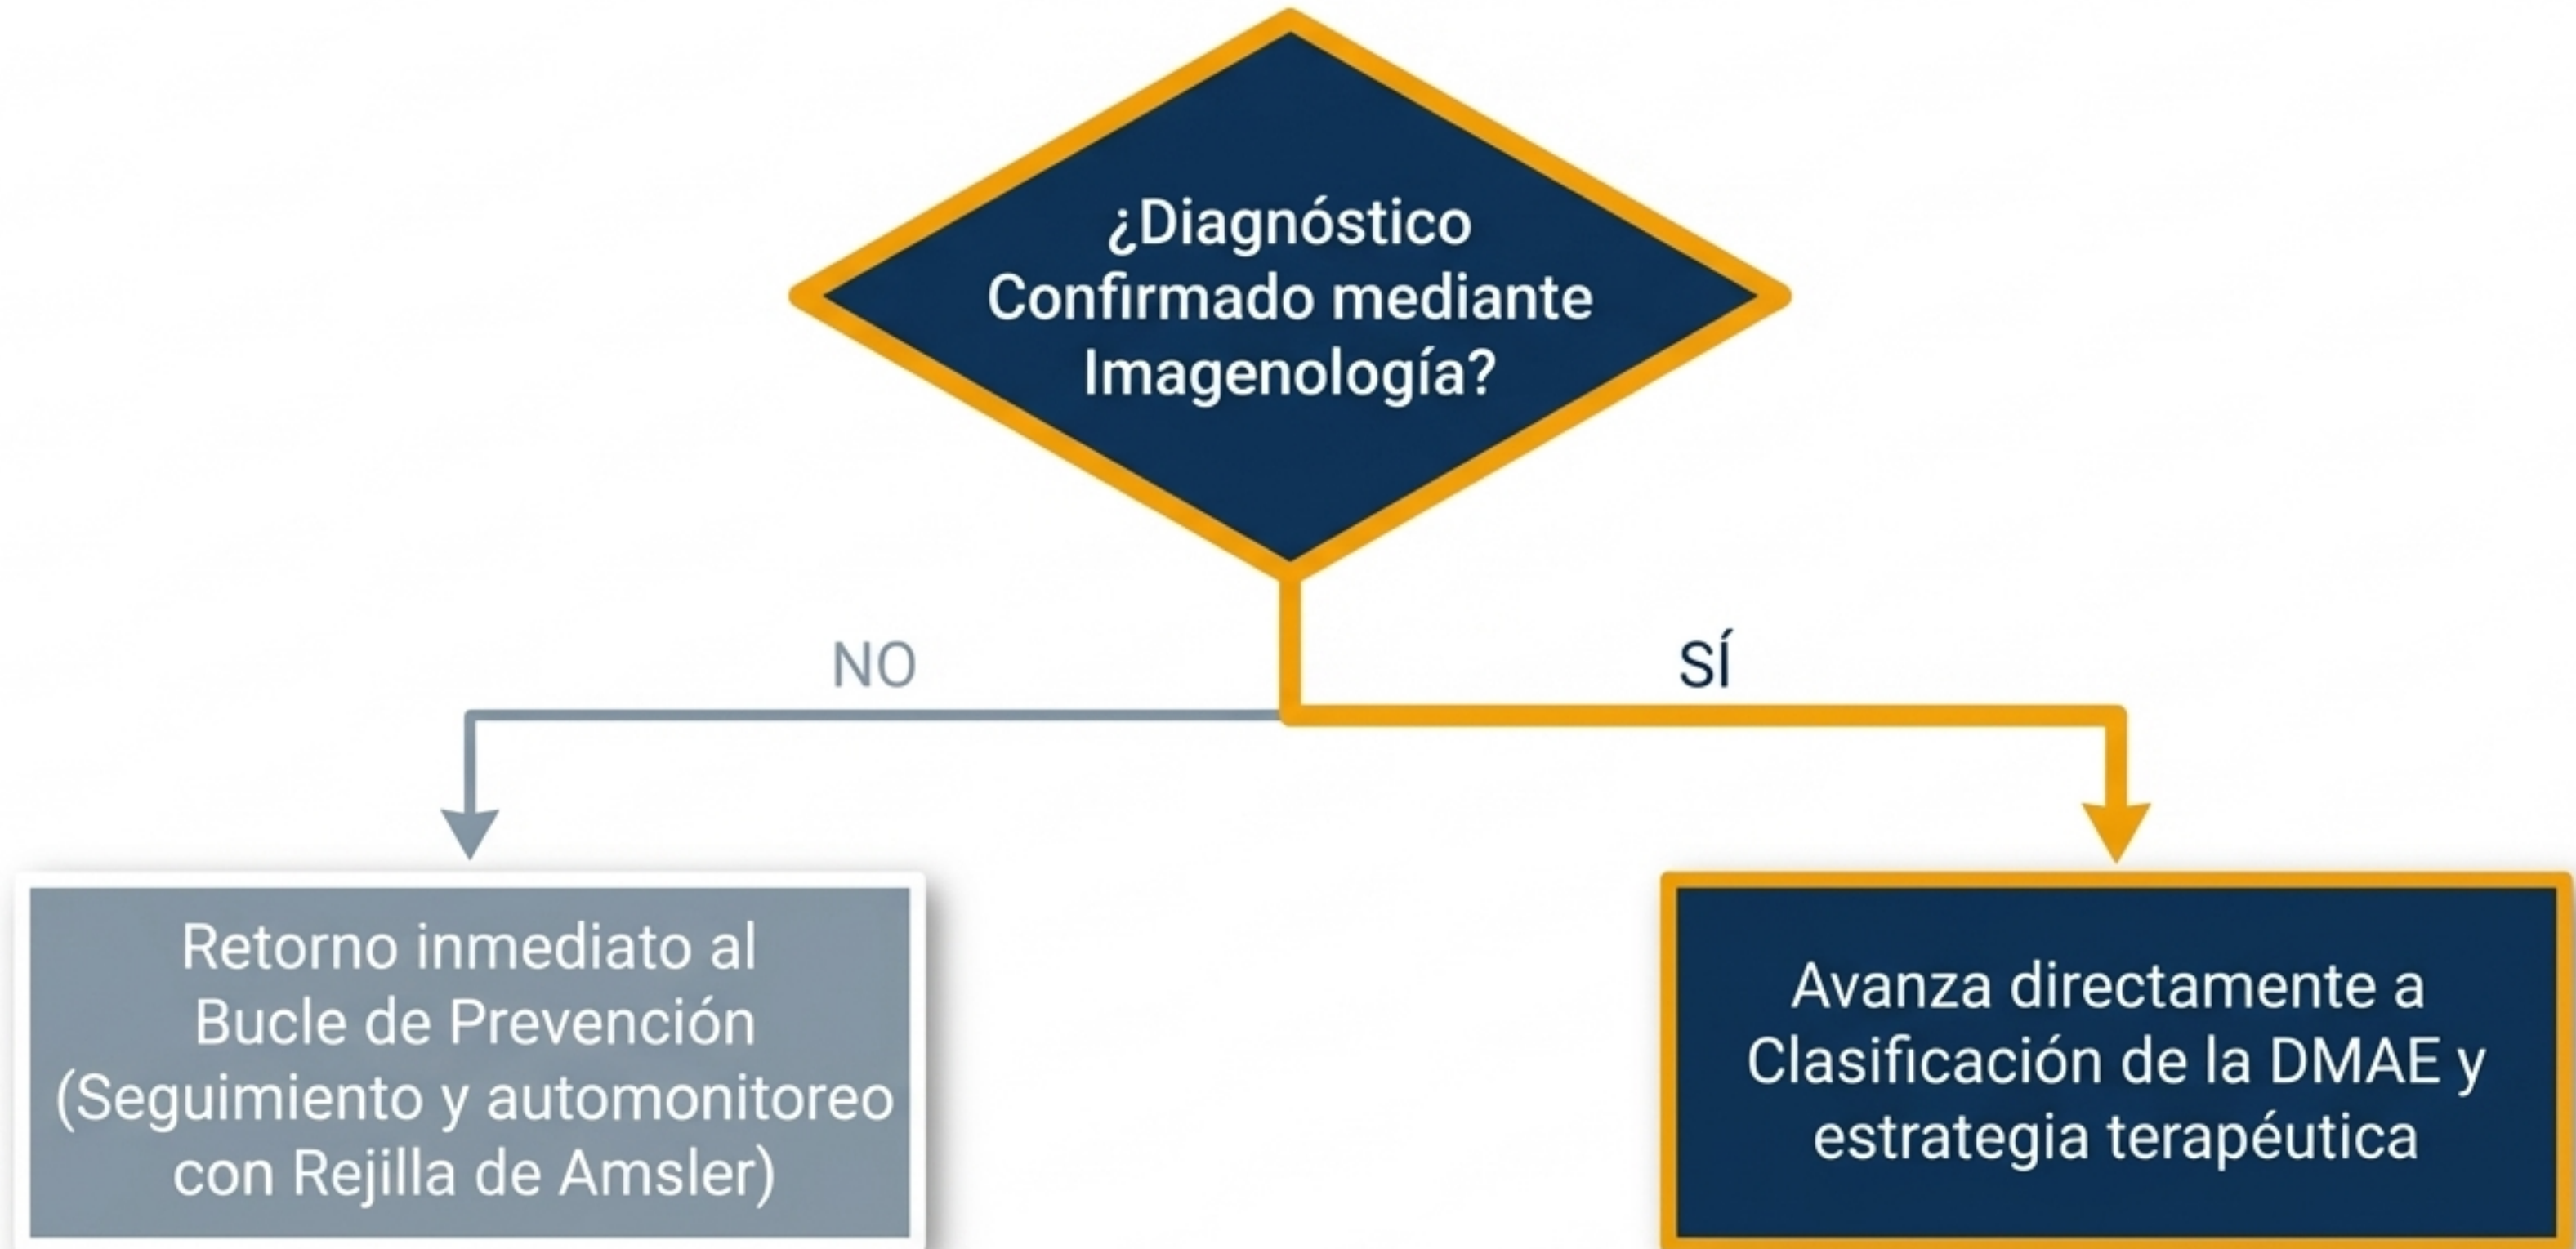 ¿Diagnóstico
Confirmado mediante
Imagenología?
NO
SÍ
Retorno inmediato al
Bucle de Prevención
(Seguimiento y automonitoreo
con Rejilla de Amsler)
Avanza directamente a
Clasificación de la DMAE y
estrategia terapéutica